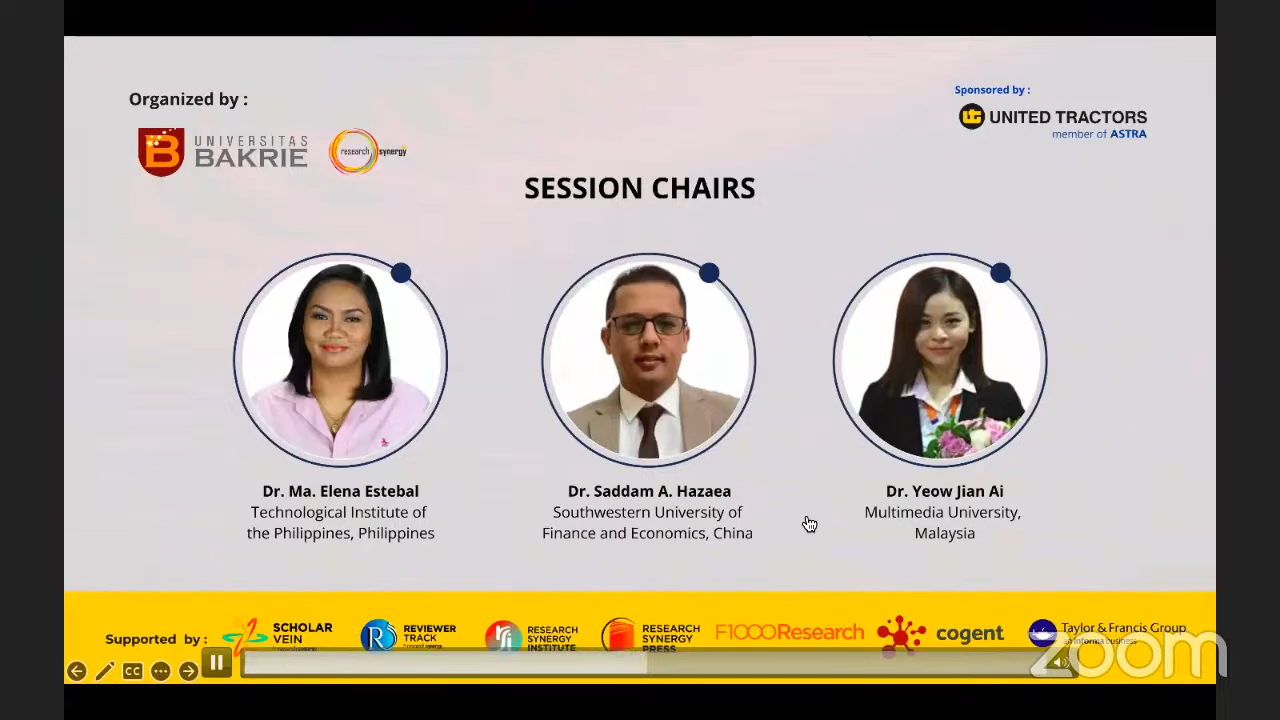 Organized by :
UNIVERSITAS
BAKRIE
research synergy
Sponsored by :
UNITED TRACTORS
member of ASTRA
SESSION CHAIRS
Dr. Ma. Elena Estebal
Technological Institute of
the Philippines, Philippines
Dr. Saddam A. Hazaea
Southwestern University of
Finance and Economics, China
Dr. Yeow Jian Ai
Multimedia University,
Malaysia
Supported by :
SCHOLAR
VEIN
REVIEWER
TRACK
RESEARCH
SYNERGY
INSTITUTE
RESEARCH
SYNERGY
PRESS
F1000Research
cogent
Taylor & Francis Group
an informa business
CC
zoom